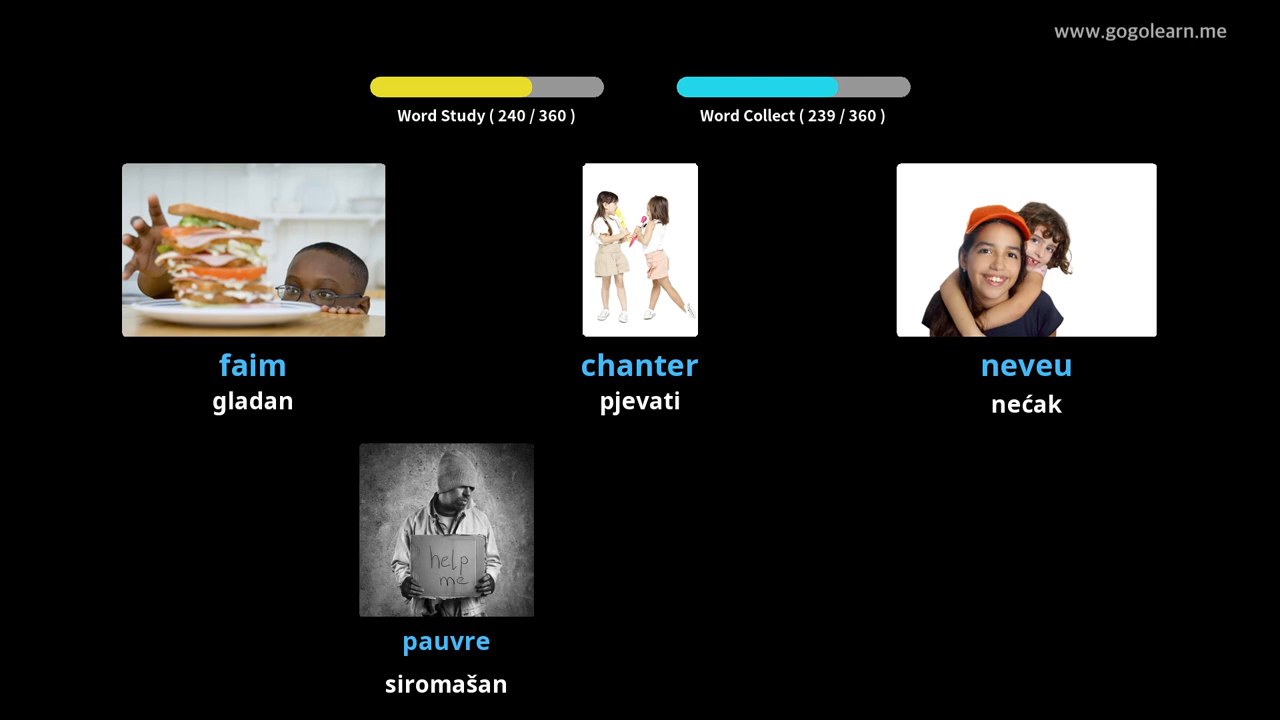 www.gogolearn.me
Word Study ( 240 / 360 )
Word Collect ( 239 / 360 )
faim
gladan
chanter
pjevati
neveu
nećak
help
me
pauvre
siromašan